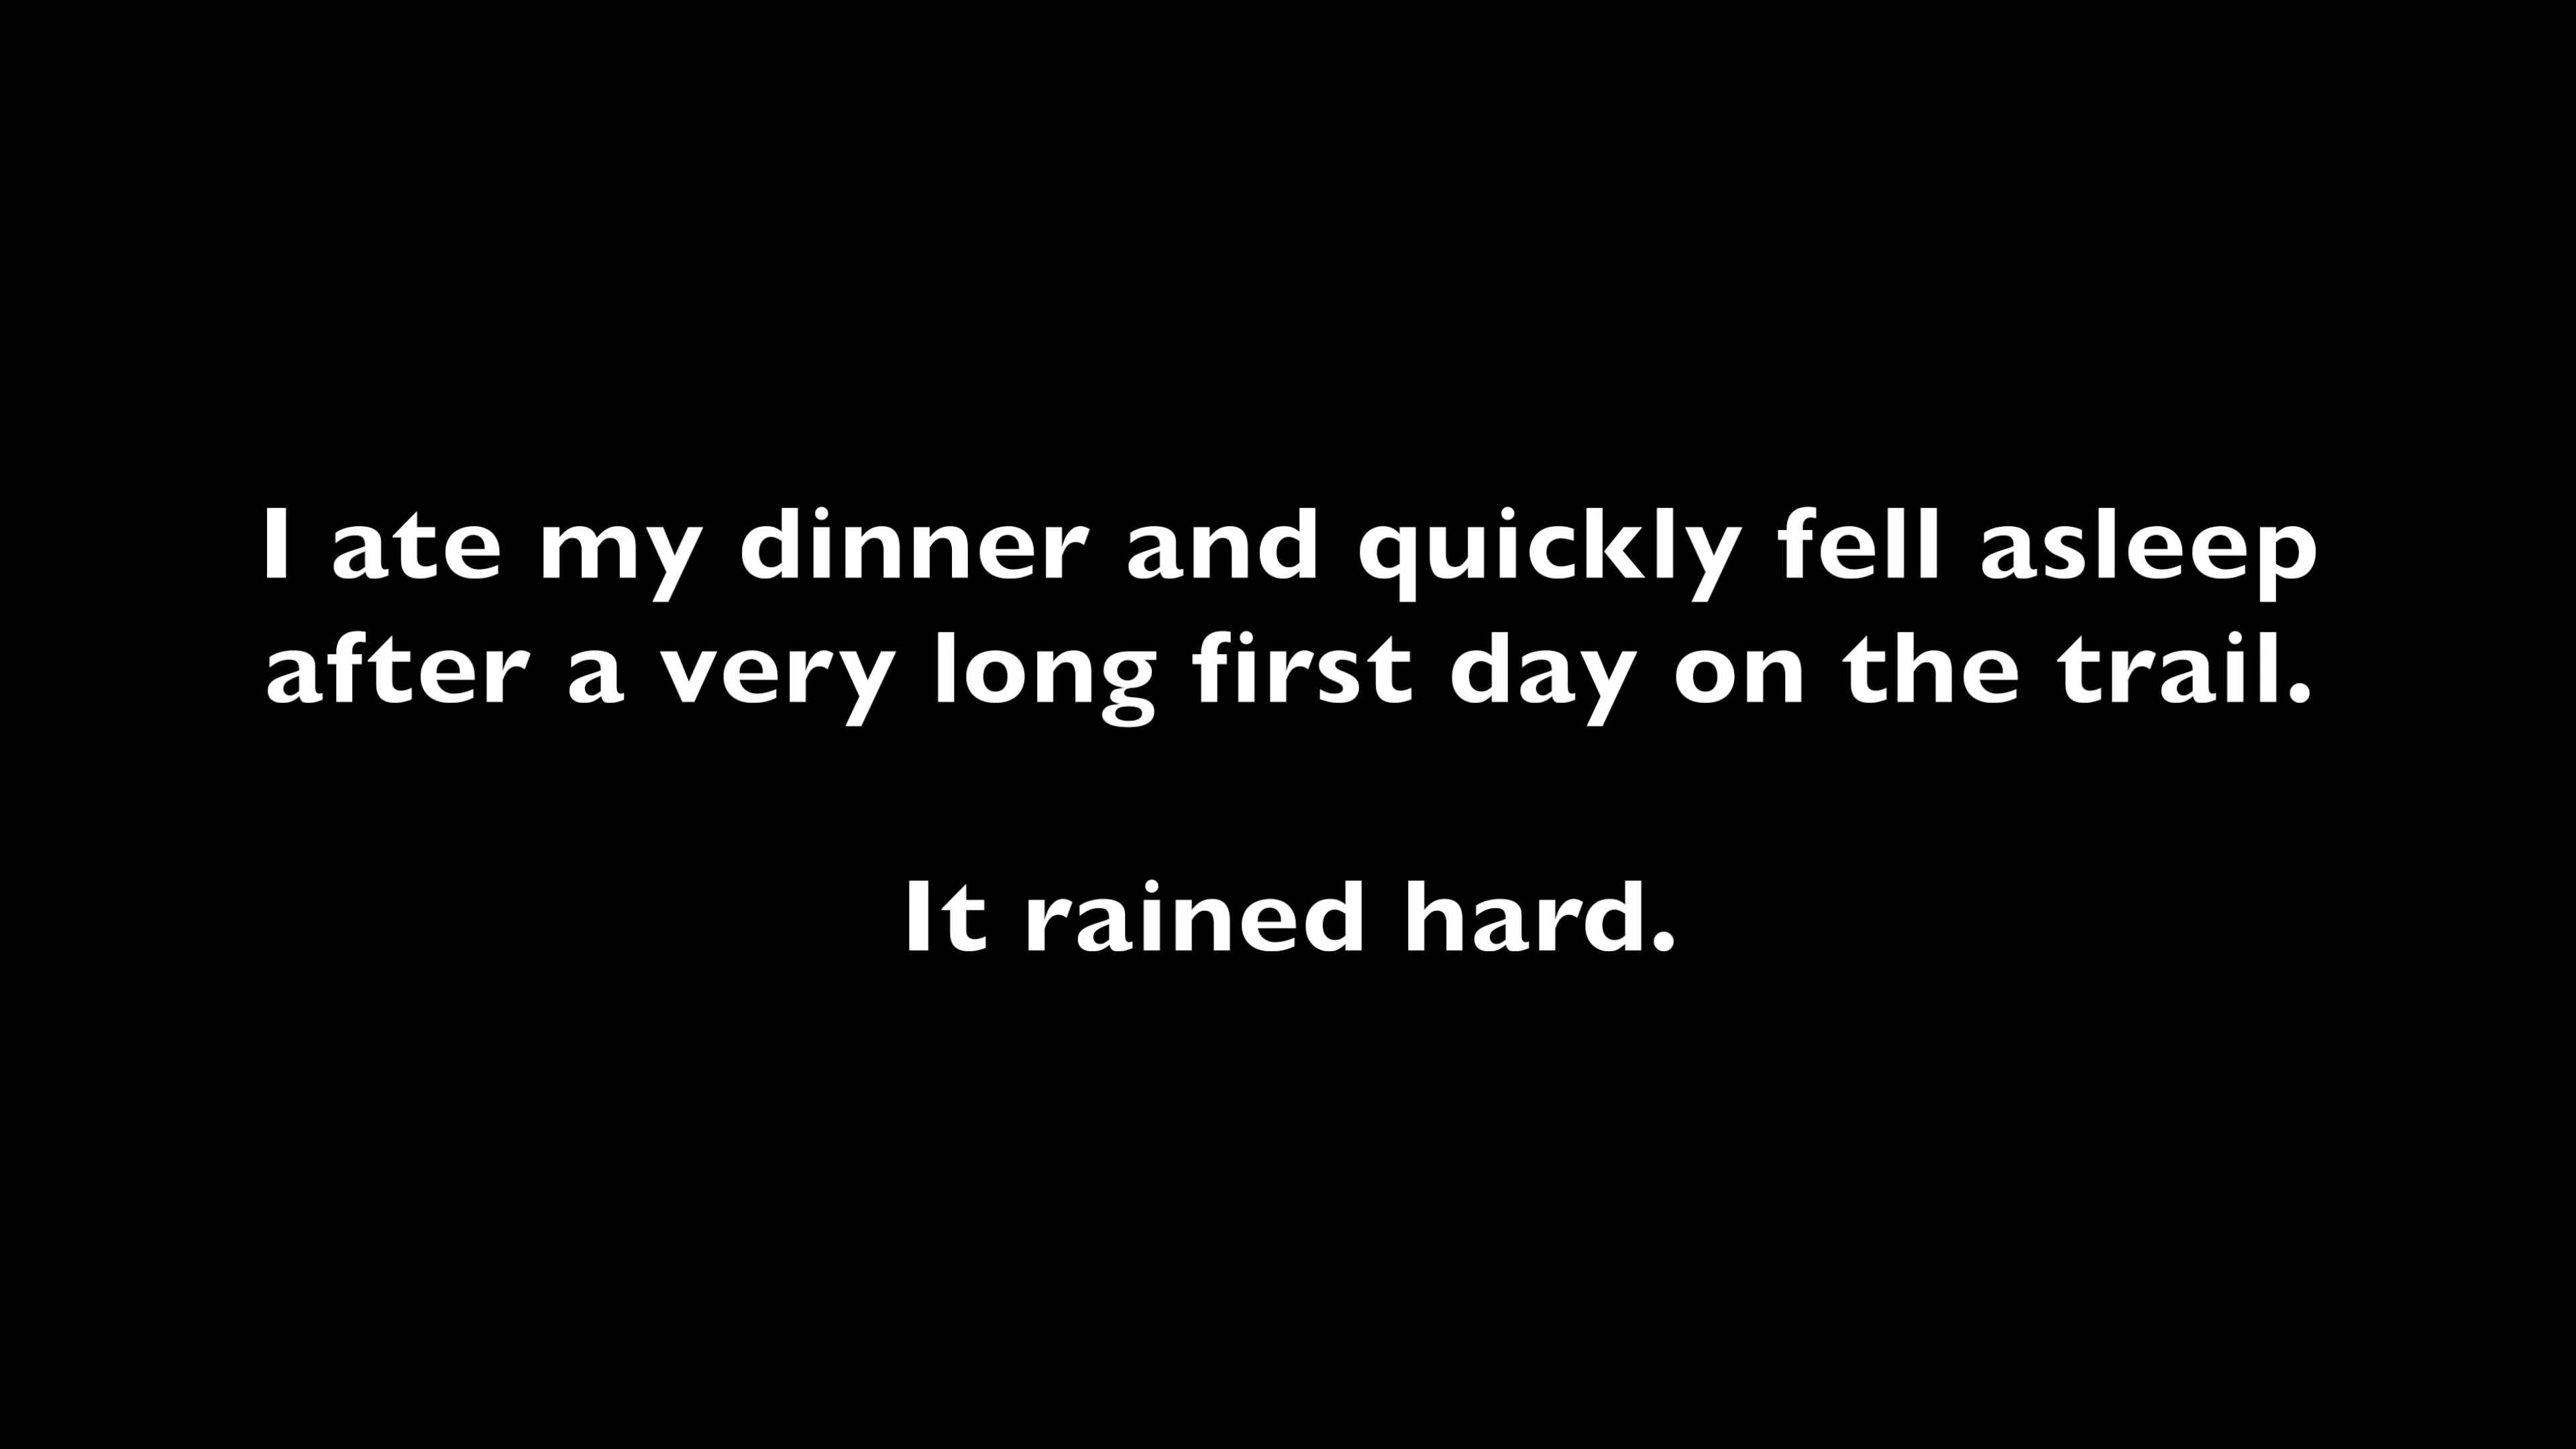 I ate my dinner and quickly fell asleep
after a very long first day on the trail.
It rained hard.